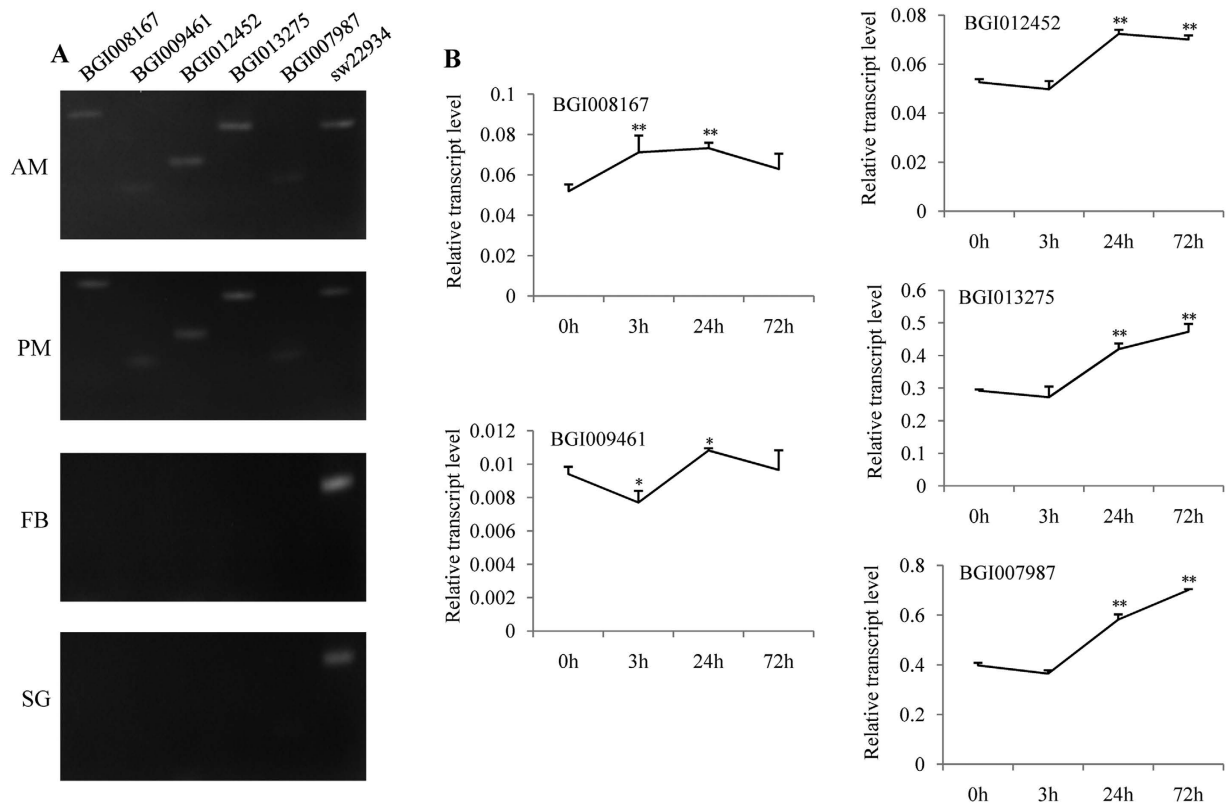 A
BGI008167
BGI009461
BGI012452
BGI013275
BGI007987
sw22934
AM
PM
FB
SG
B
Relative transcript level
BGI008167
0.1
0.08
0.06
0.04
0.02
0
** **
0h 3h 24h 72h
Relative transcript level
BGI009461
0.012
0.01
0.008
0.006
0.004
0.002
0
* *
0h 3h 24h 72h
Relative transcript level
BGI012452
0.08
0.06
0.04
0.02
0
** **
0h 3h 24h 72h
Relative transcript level
BGI013275
0.6
0.5
0.4
0.3
0.2
0.1
0
** **
0h 3h 24h 72h
Relative transcript level
BGI007987
0.8
0.6
0.4
0.2
0
** **
0h 3h 24h 72h